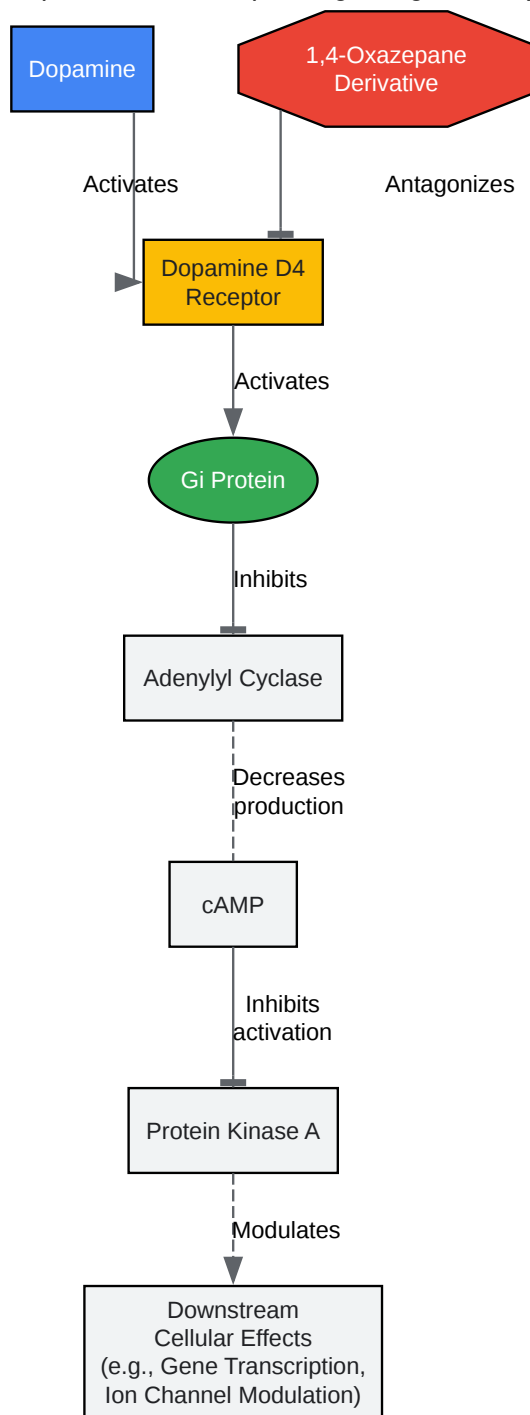 Dopamine
1,4-Oxazepane
Derivative
Activates
Antagonizes
Dopamine D4
Receptor
Activates
Gi Protein
Inhibits
Adenylyl Cyclase
Decreases
production
cAMP
Inhibits
activation
Protein Kinase A
Modulates
Downstream
Cellular Effects
(e.g., Gene Transcription,
Ion Channel Modulation)